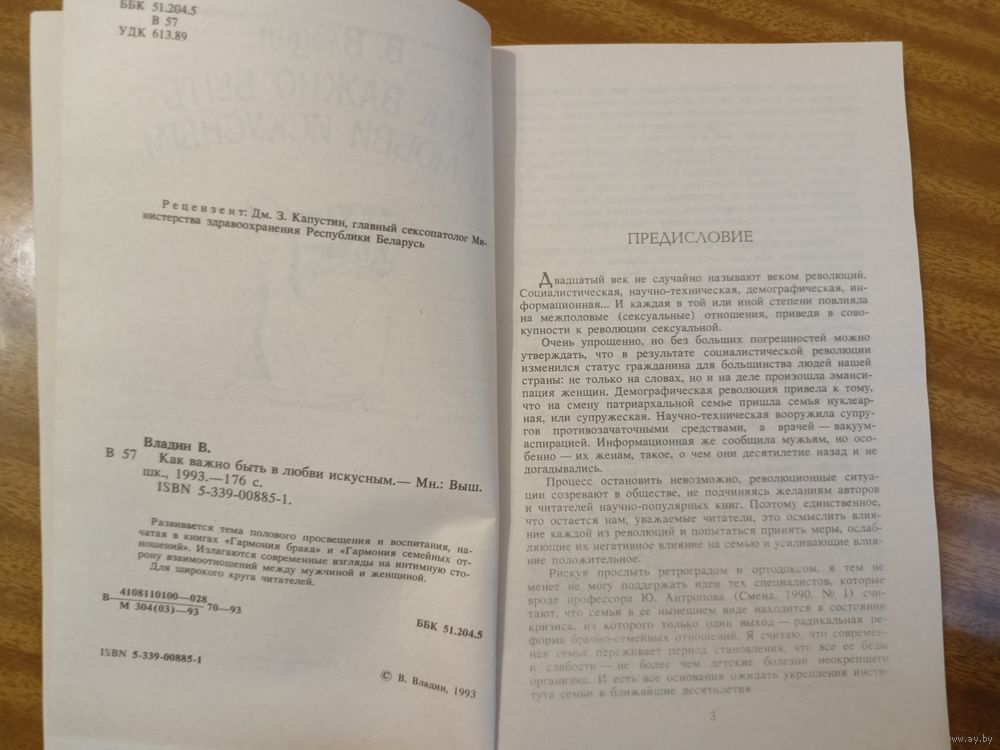 ББК 51.204.5
В 57
УДК 613.89
Рецензент: Дм. З. Капустин, главный сексопатолог Ми-
нистерства здравоохранения Республики Беларусь
Владин В.
В 57 Как важно быть в любви искусным.— Мн.: Выш.
шк., 1993.—176 с.
ISBN 5-339-00885-1.
Развивается тема полового просвещения и воспитания, на-
чатая в книгах «Гармония брака» и «Гармония семейных от-
ношений». Излагаются современные взгляды на интимную сто-
рону взаимоотношений между мужчиной и женщиной.
Для широкого круга читателей.
4108110100—028
В 70—93
М 304(03)—93
ББК 51.204.5
ISBN 5-339-00885-1
© В. Владин, 1993
ПРЕДИСЛОВИЕ
Двадцатый век не случайно называют веком революций.
Социалистическая, научно-техническая, демографическая, ин-
формационная... И каждая в той или иной степени повлияла
на межполовые (сексуальные) отношения, приведя в сово-
купности к революции сексуальной.
Очень упрощенно, но без больших погрешностей можно
утверждать, что в результате социалистической революции
изменился статус гражданина для большинства людей нашей
страны: не только на словах, но и на деле произошла эманси-
пация женщин. Демографическая революция привела к тому,
что на смену патриархальной семье пришла семья нуклеар-
ная, или супружеская. Научно-техническая вооружила супру-
гов противозачаточными средствами, а врачей — вакуум-
аспирацией. Информационная же сообщила мужьям, но осо-
бенно — их женам, такое, о чем они десятилетие назад и не
догадывались.
Процесс остановить невозможно, революционные ситуа-
ции созревают в обществе, не подчиняясь желаниям авторов
и читателей научно-популярных книг. Поэтому единственное,
что остается нам, уважаемые читатели, это осмыслить влия-
ние каждой из революций и попытаться принять меры, ослаб-
ляющие их негативное влияние на семью и усиливающие влия-
ние положительное.
Рискуя прослыть ретроградом и ортодоксом, я тем не
менее не могу поддержать идеи тех специалистов, которые
вроде профессора Ю. Антропова (Смена. 1990. № 1) счи-
тают, что семья в ее нынешнем виде находится в состоянии
кризиса, из которого только один выход — радикальная ре-
форма брачно-семейных отношений. Я считаю, что современ-
ная семья переживает период становления, что все ее беды
и слабости — не более чем детские болезни неокрепшего
организма. И есть все основания ожидать укрепления инсти-
тута семьи в ближайшие десятилетия.
3
www.ay.by